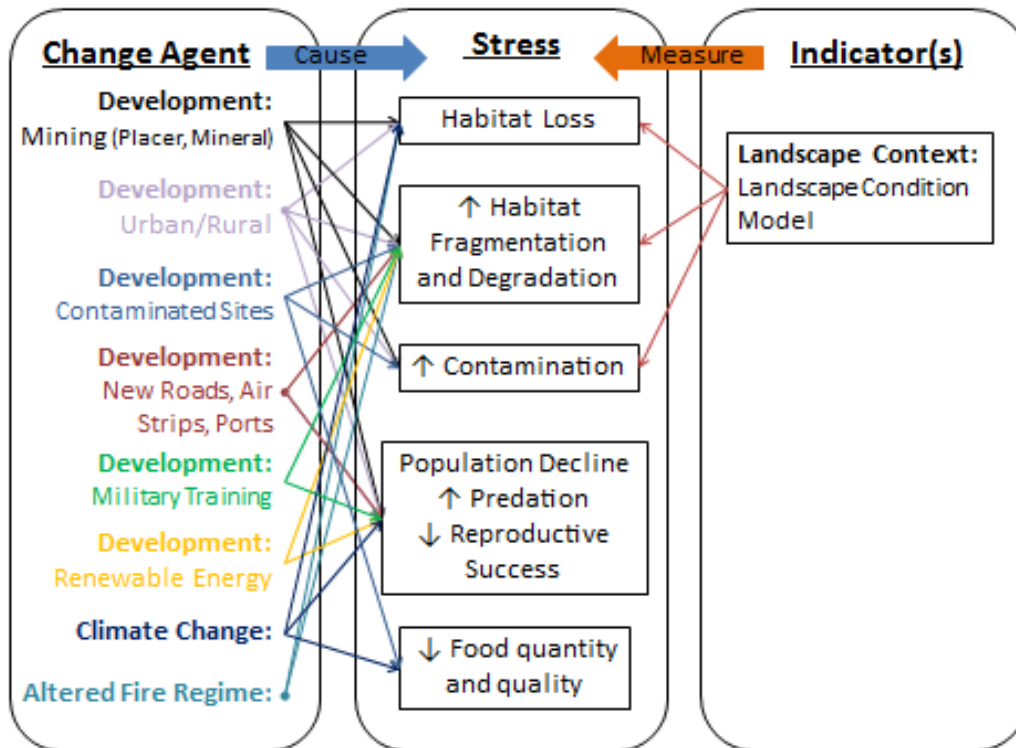 Change Agent
Cause
Stress
Measure
Indicator(s)
Development:
Mining (Placer, Mineral)
Development:
Urban/Rural
Development:
Contaminated Sites
Development:
New Roads, Air
Strips, Ports
Development:
Military Training
Development:
Renewable Energy
Climate Change:
Altered Fire Regime:
Habitat Loss
↑ Habitat
Fragmentation
and Degradation
↑ Contamination
Population Decline
↑ Predation
↓ Reproductive
Success
↓ Food quantity
and quality
Landscape Context:
Landscape Condition
Model